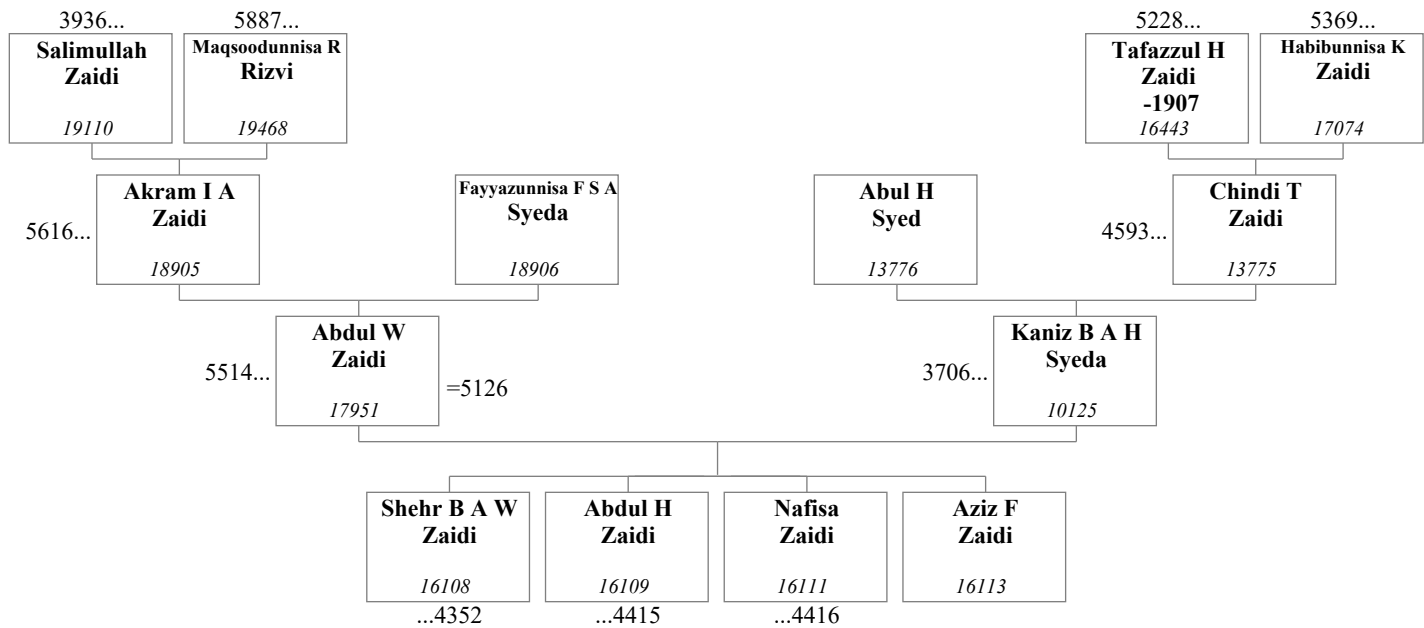 3936...
5887...
5228...
5369...
Salimullah
Zaidi
19110
Maqsoodunnisa R
Rizvi
19468
Tafazzul H
Zaidi
-1907
16443
Habibunnisa K
Zaidi
17074
5616...
Akram I A
Zaidi
18905
Fayyazunnisa F S A
Syeda
18906
Abul H
Syed
13776
4593...
Chindi T
Zaidi
13775
5514...
Abdul W
Zaidi
17951
=5126
3706...
Kaniz B A H
Syeda
10125
Shehr B A W
Zaidi
16108
...4352
Abdul H
Zaidi
16109
...4415
Nafisa
Zaidi
16111
...4416
Aziz F
Zaidi
16113